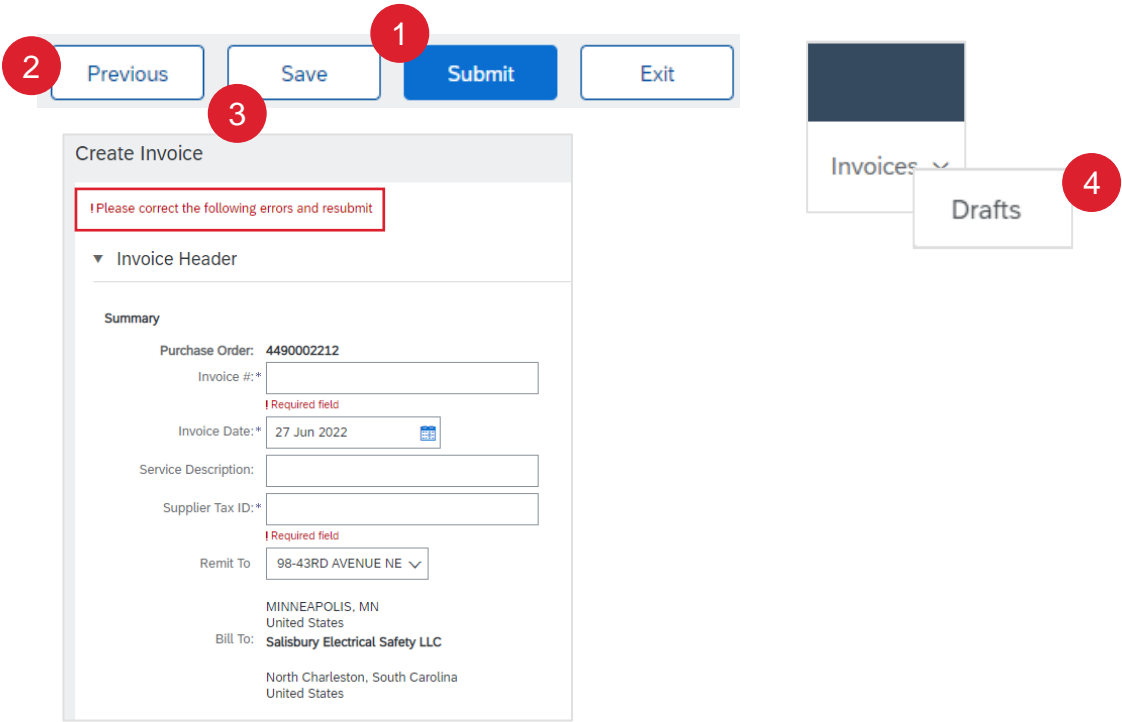 1
2
Previous
Save
Submit
Exit
3
Create Invoice
! Please correct the following errors and resubmit
▼ Invoice Header
Summary
Purchase Order: 4490002212
Invoice #:*
! Required field
Invoice Date:* 27 Jun 2022
Service Description:
Supplier Tax ID:*
! Required field
Remit To 98-43RD AVENUE NE
MINNEAPOLIS, MN
United States
Bill To: Salisbury Electrical Safety LLC
North Charleston, South Carolina
United States
Invoices
4
Drafts